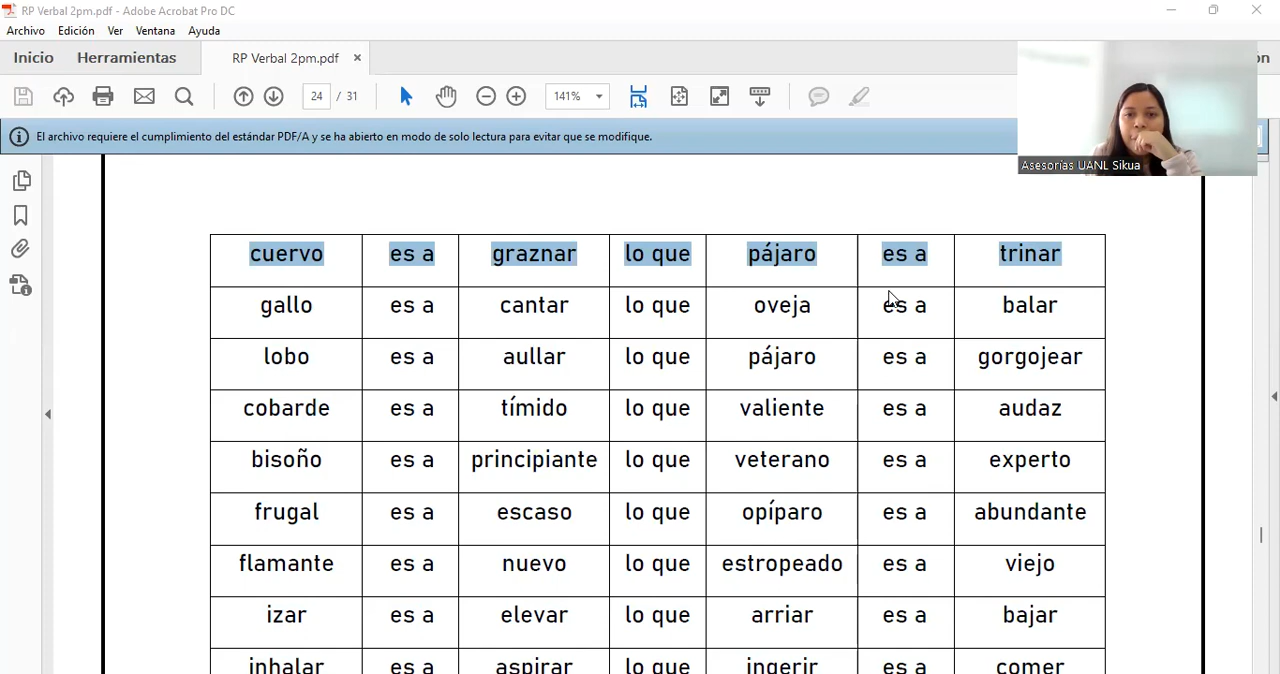 RP Verbal 2pm.pdf - Adobe Acrobat Pro DC
Archivo Edición Ver Ventana Ayuda
Inicio Herramientas RP Verbal 2pm.pdf × ón
24 / 31 141%
El archivo requiere el cumplimiento del estándar PDF/A y se ha abierto en modo de solo lectura para evitar que se modifique.
Asesorías UANL Sikua
cuervo es a graznar lo que pájaro es a trinar
gallo es a cantar lo que oveja es a balar
lobo es a aullar lo que pájaro es a gorgojear
cobarde es a tímido lo que valiente es a audaz
bisoño es a principiante lo que veterano es a experto
frugal es a escaso lo que opíparo es a abundante
flamante es a nuevo lo que estropeado es a viejo
izar es a elevar lo que arriar es a bajar
inhalar es a aspirar lo que ingerir es a comer